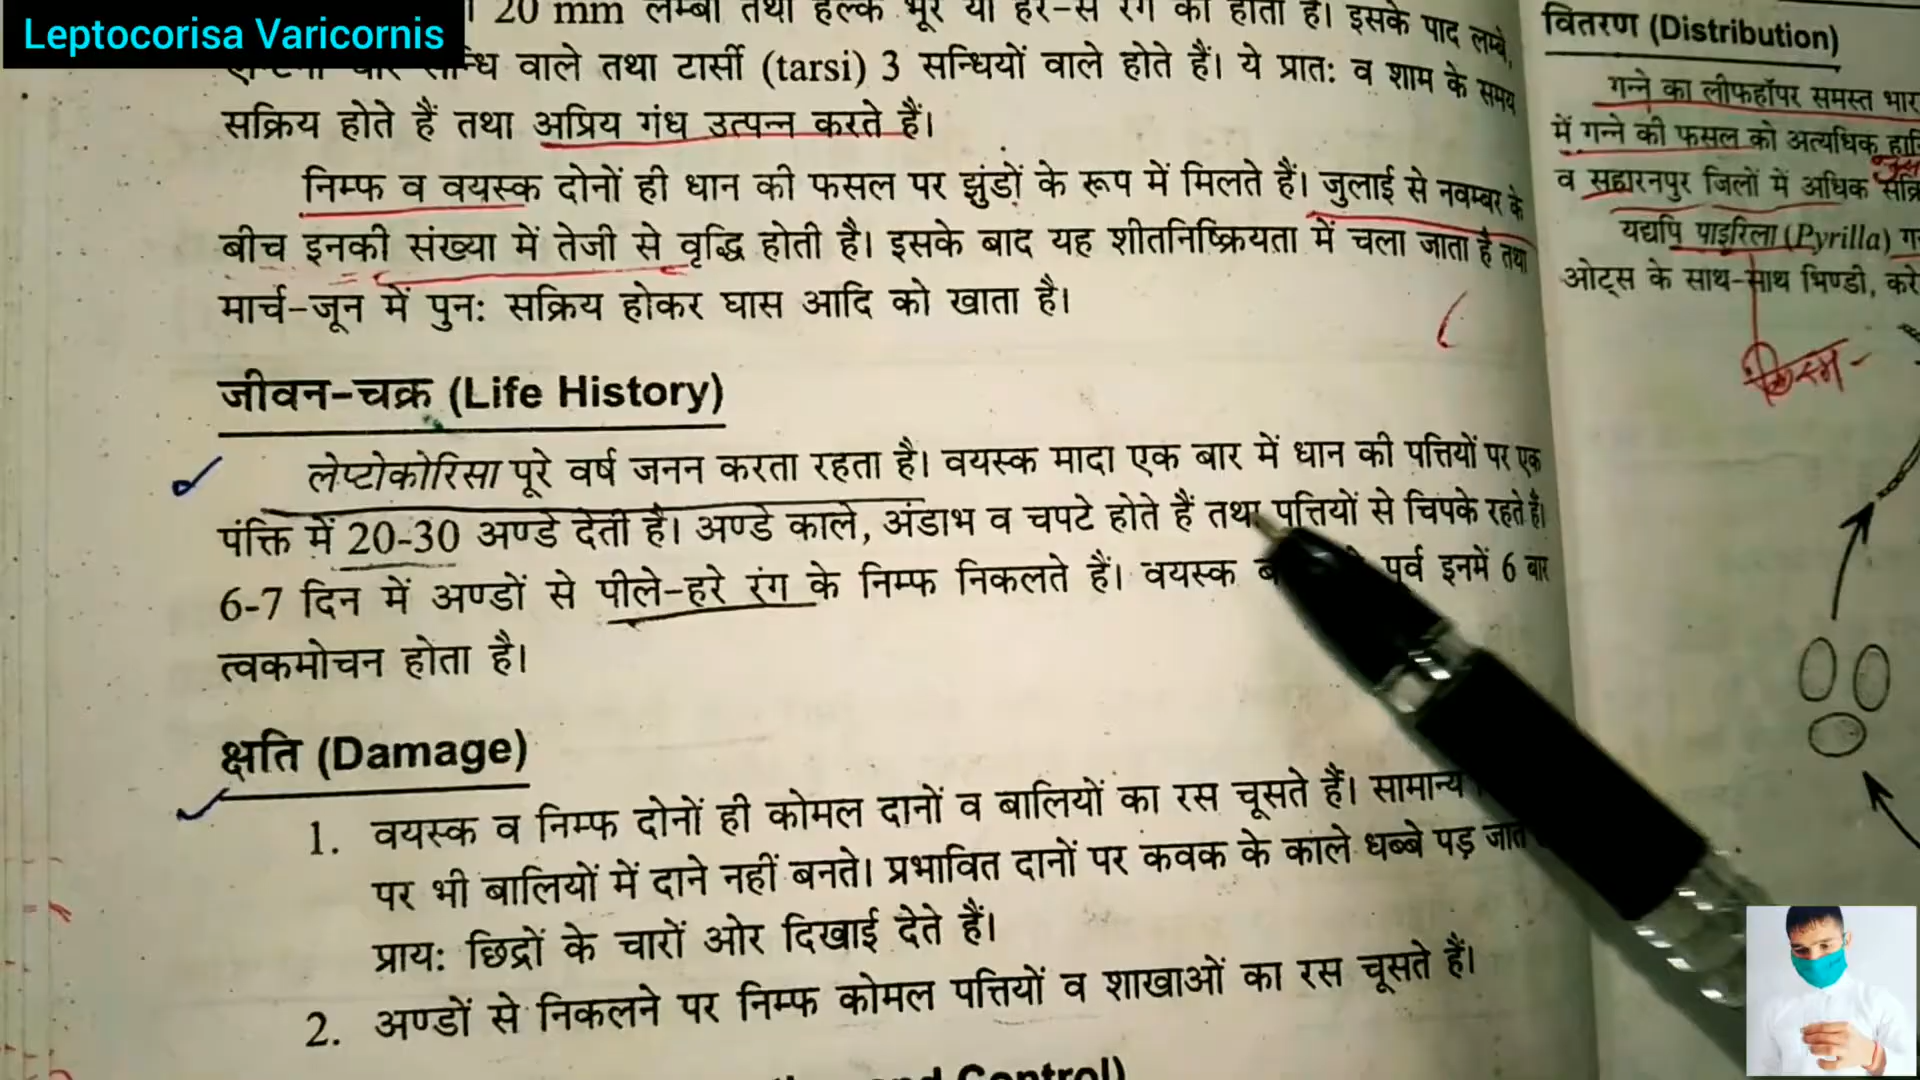 Leptocorisa Varicornis
20 mm लम्बा तथा हल्के भूरे या हरे-से रंग का होता है। इसके पाद लम्बे,
वाले तथा टार्सी (tarsi) 3 सन्धियों वाले होते हैं। ये प्रातः व शाम के समय
सक्रिय होते हैं तथा अप्रिय गंध उत्पन्न करते हैं।
निम्फ व वयस्क दोनों ही धान की फसल पर झुंडों के रूप में मिलते हैं। जुलाई से नवम्बर के
बीच इनकी संख्या में तेजी से वृद्धि होती है। इसके बाद यह शीतनिष्क्रियता में चला जाता है तथा
मार्च-जून में पुनः सक्रिय होकर घास आदि को खाता है।
जीवन-चक्र (Life History)
लेप्टोकोरिसा पूरे वर्ष जनन करता रहता है। वयस्क मादा एक बार में धान की पत्तियों पर एक
पंक्ति में 20-30 अण्डे देती है। अण्डे काले, अंडाभ व चपटे होते हैं तथा पत्तियों से चिपके रहते हैं।
6-7 दिन में अण्डों से पीले-हरे रंग के निम्फ निकलते हैं। वयस्क पूर्व इनमें 6 बार
त्वकमोचन होता है।
क्षति (Damage)
1. वयस्क व निम्फ दोनों ही कोमल दानों व बालियों का रस चूसते हैं। सामान्य
पर भी बालियों में दाने नहीं बनते। प्रभावित दानों पर कवक के काले धब्बे पड़ जाते
प्रायः छिद्रों के चारों ओर दिखाई देते हैं।
2. अण्डों से निकलने पर निम्फ कोमल पत्तियों व शाखाओं का रस चूसते हैं।
and Control)
वितरण (Distribution)
गन्ने का लीफहॉपर समस्त
में गन्ने की फसल को अत्यधिक
व सहारनपुर जिलों में अधिक
यद्यपि पाइरिला (Pyrilla)
ओट्स के साथ-साथ भिण्डी,